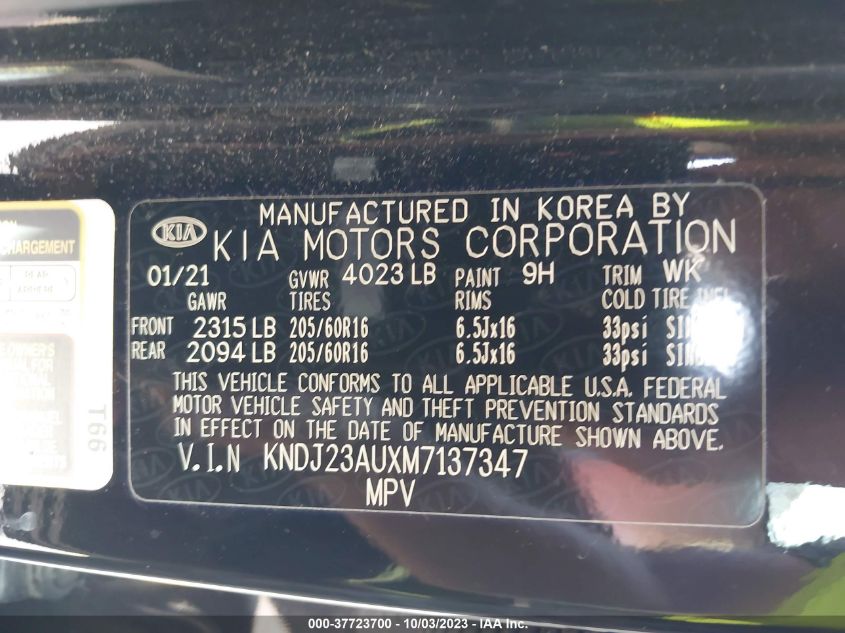 MANUFACTURED IN KOREA BY
KIA KIA MOTORS CORPORATION
01/21 GVWR 4023 LB PAINT 9H TRIM WK
GAWR TIRES RIMS COLD TIRE
FRONT 2315 LB 205/60R16 6.5Jx16 33psi
REAR 2094 LB 205/60R16 6.5Jx16 33psi
THIS VEHICLE CONFORMS TO ALL APPLICABLE U.S.A. FEDERAL
MOTOR VEHICLE SAFETY AND THEFT PREVENTION STANDARDS
IN EFFECT ON THE DATE OF MANUFACTURE SHOWN ABOVE.
V.I.N KNDJ23AUXM7137347
MPV
CHARGEMENT
T66
000-37723700 - 10/03/2023 - IAA Inc.